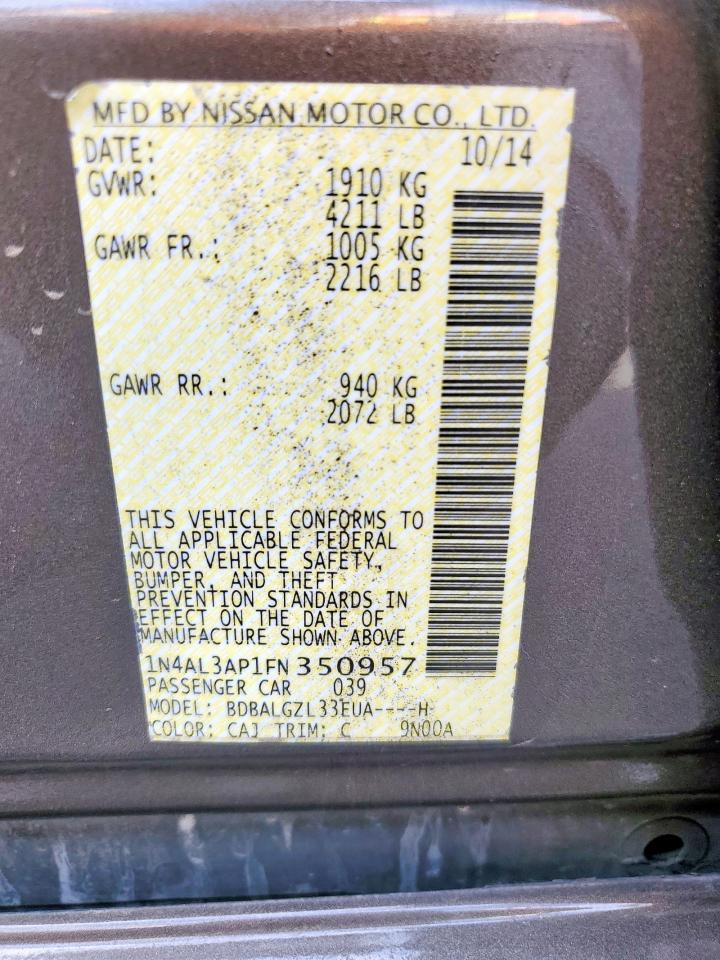 MFD BY NISSAN MOTOR CO., LTD.
DATE: 10/14
GVWR: 1910 KG
4211 LB
GAWR FR.: 1005 KG
2216 LB
GAWR RR.: 940 KG
2072 LB
THIS VEHICLE CONFORMS TO
ALL APPLICABLE FEDERAL
MOTOR VEHICLE SAFETY,
BUMPER, AND THEFT
PREVENTION STANDARDS IN
EFFECT ON THE DATE OF
MANUFACTURE SHOWN ABOVE.
1N4AL3AP1FN350957
PASSENGER CAR 039
MODEL: BDBALGZL33EUA----H
COLOR: CAJ TRIM: C 9N00A